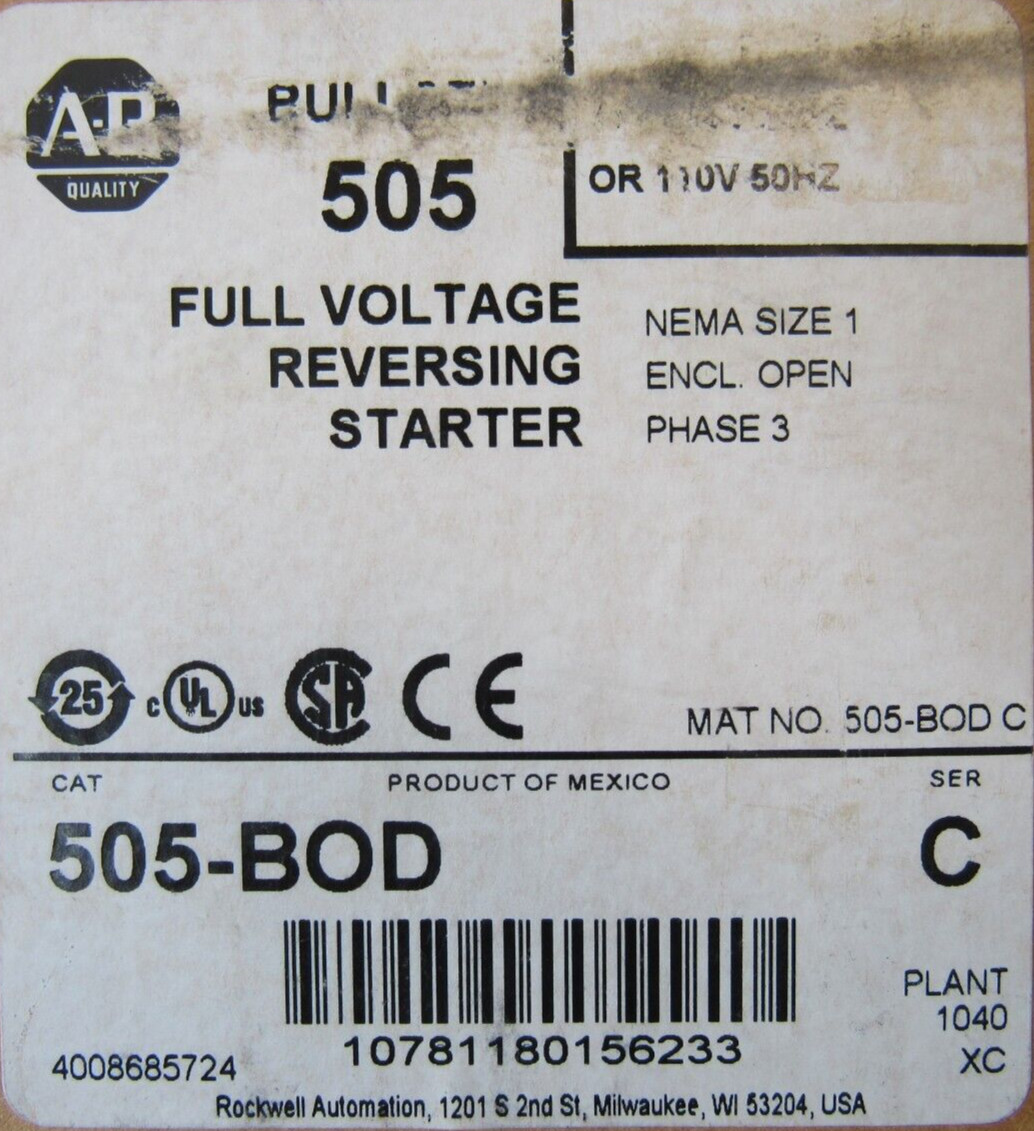 A-B
QUALITY
505
OR 110V 50HZ
FULL VOLTAGE
REVERSING
STARTER
NEMA SIZE 1
ENCL. OPEN
PHASE 3
25
C UL US
SA
CE
MAT NO. 505-BOD C
CAT
PRODUCT OF MEXICO
SER
505-BOD
C
PLANT
1040
XC
10781180156233
4008685724
Rockwell Automation, 1201 S 2nd St, Milwaukee, WI 53204, USA